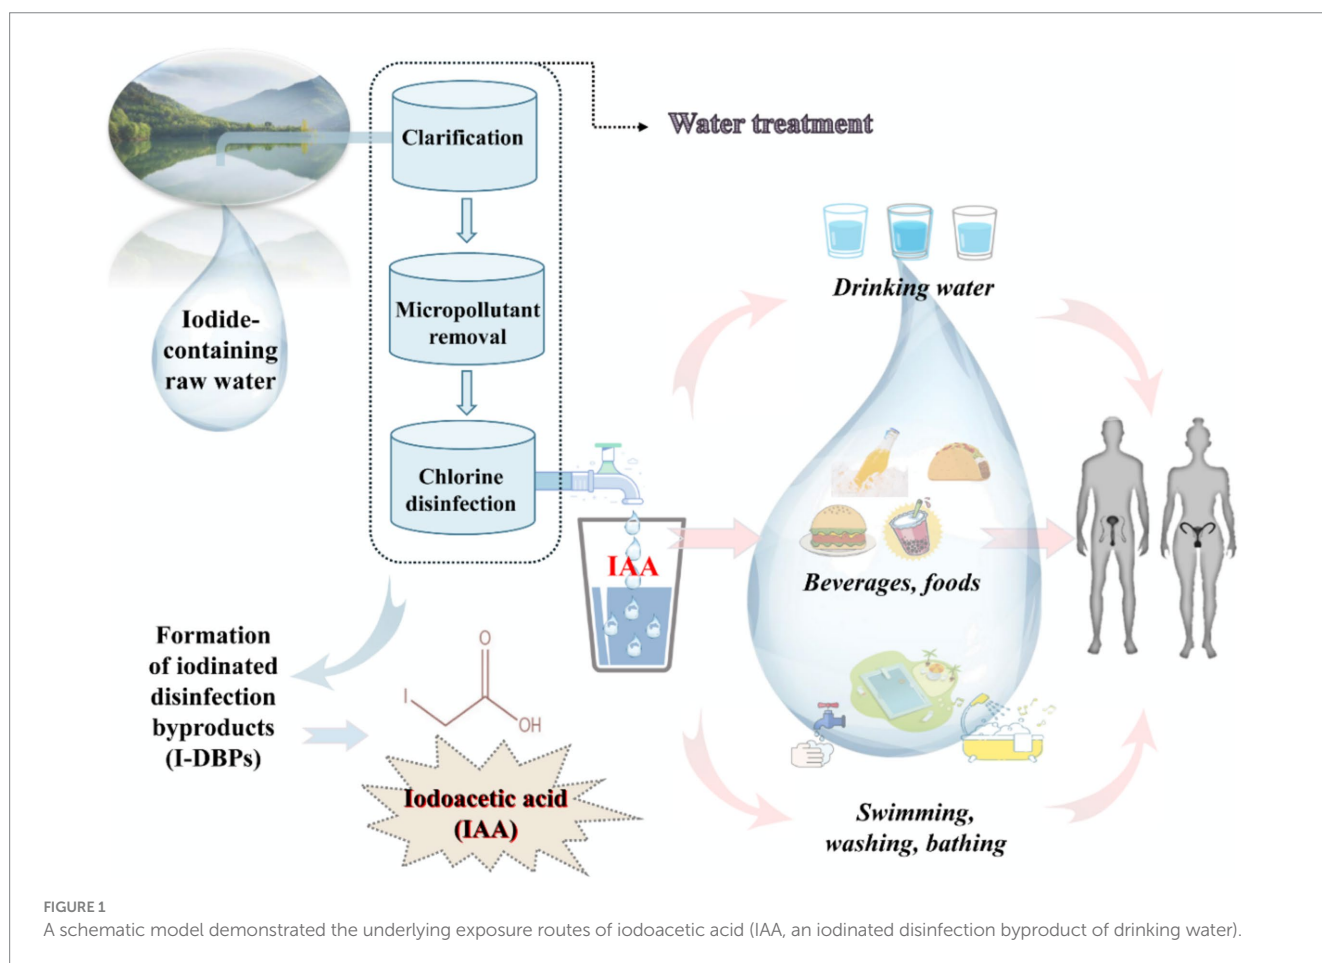 Clarification
Water treatment
Micropollutant
removal
Chlorine
disinfection
Iodide-
containing
raw water
Drinking water
IAA
Beverages, foods
Formation
of iodinated
disinfection
byproducts
(I-DBPs)
O
I
OH
Iodoacetic acid
(IAA)
Swimming,
washing, bathing
FIGURE 1
A schematic model demonstrated the underlying exposure routes of iodoacetic acid (IAA, an iodinated disinfection byproduct of drinking water).